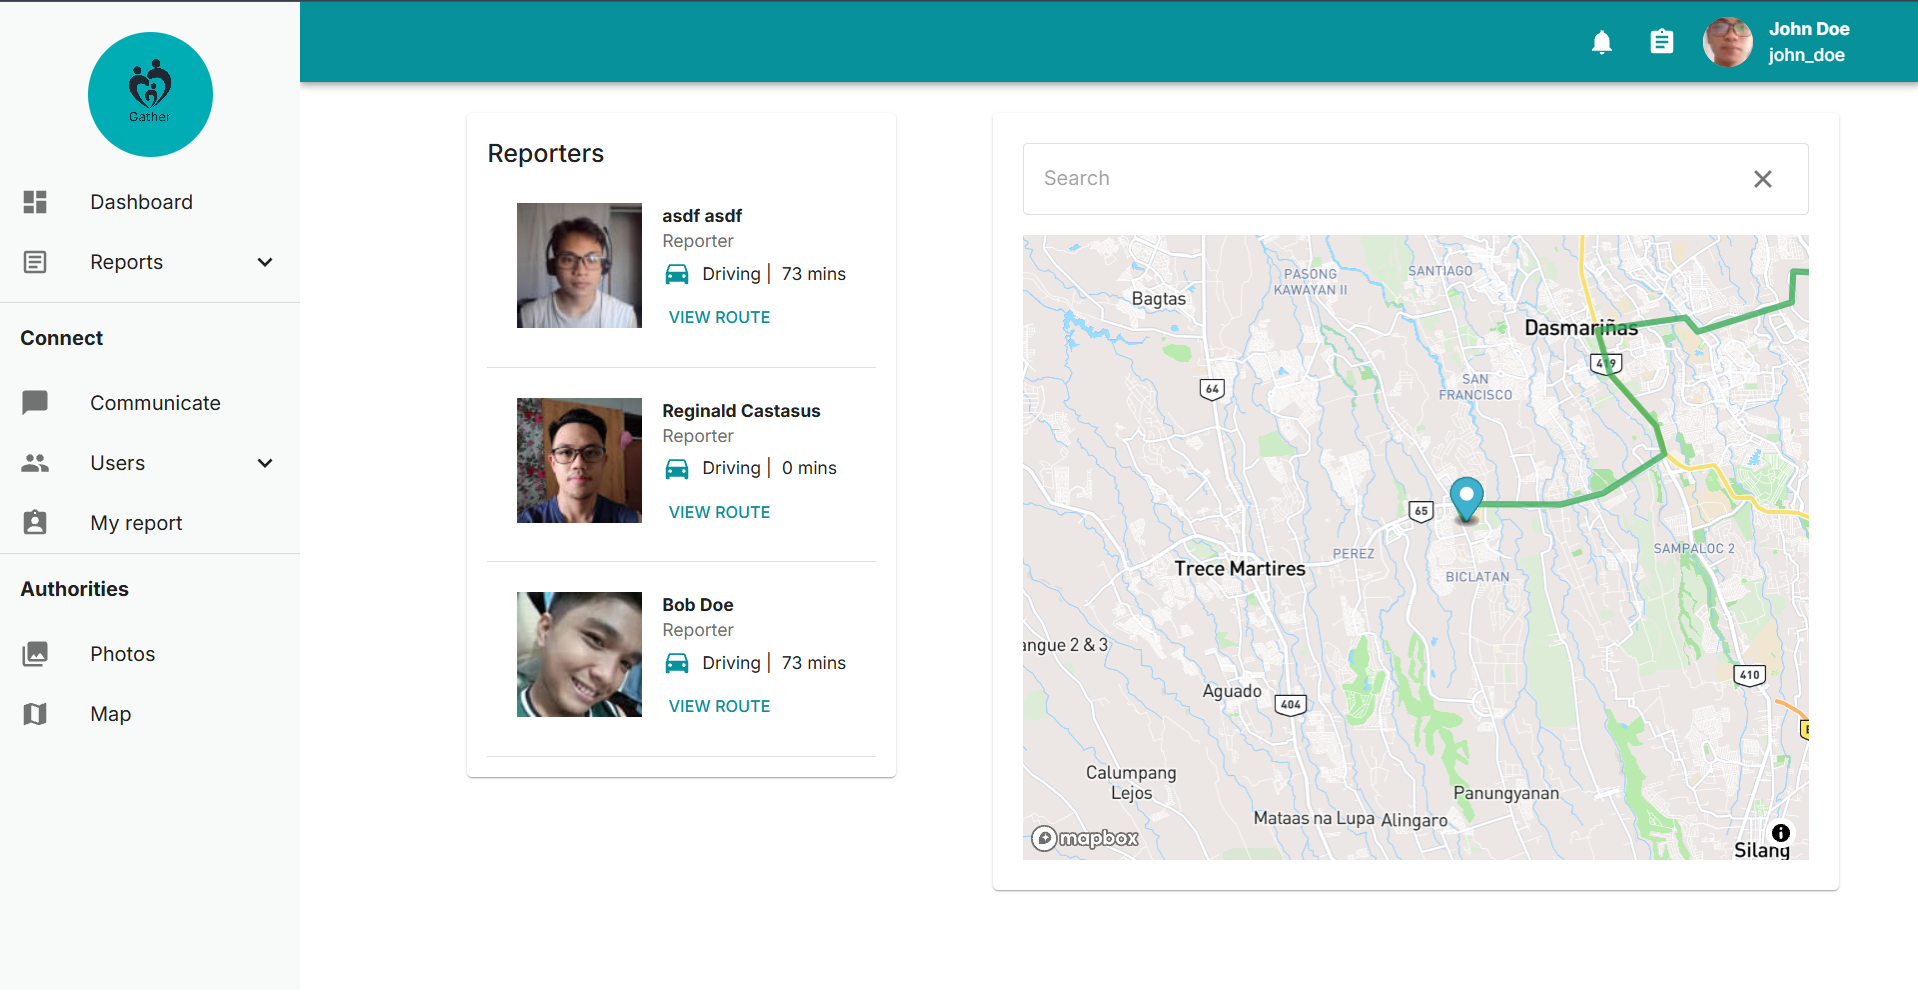 Gather
Dashboard
Reports
Connect
Communicate
Users
My report
Authorities
Photos
Map
John Doe
john_doe
Reporters
asdf asdf
Reporter
Driving | 73 mins
VIEW ROUTE
Reginald Castasus
Reporter
Driving | 0 mins
VIEW ROUTE
Bob Doe
Reporter
Driving | 73 mins
VIEW ROUTE
Search
PASONG
KAWAYAN II
SANTIAGO
Bagtas
Dasmariñas
419
64
SAN
FRANCISCO
65
PEREZ
SAMPALOC 2
Trece Martires
BICLATAN
angue 2 & 3
410
Aguado
404
Calumpang
Lejos
Panungyanan
Mataas na Lupa
Alingaro
mapbox
Silang